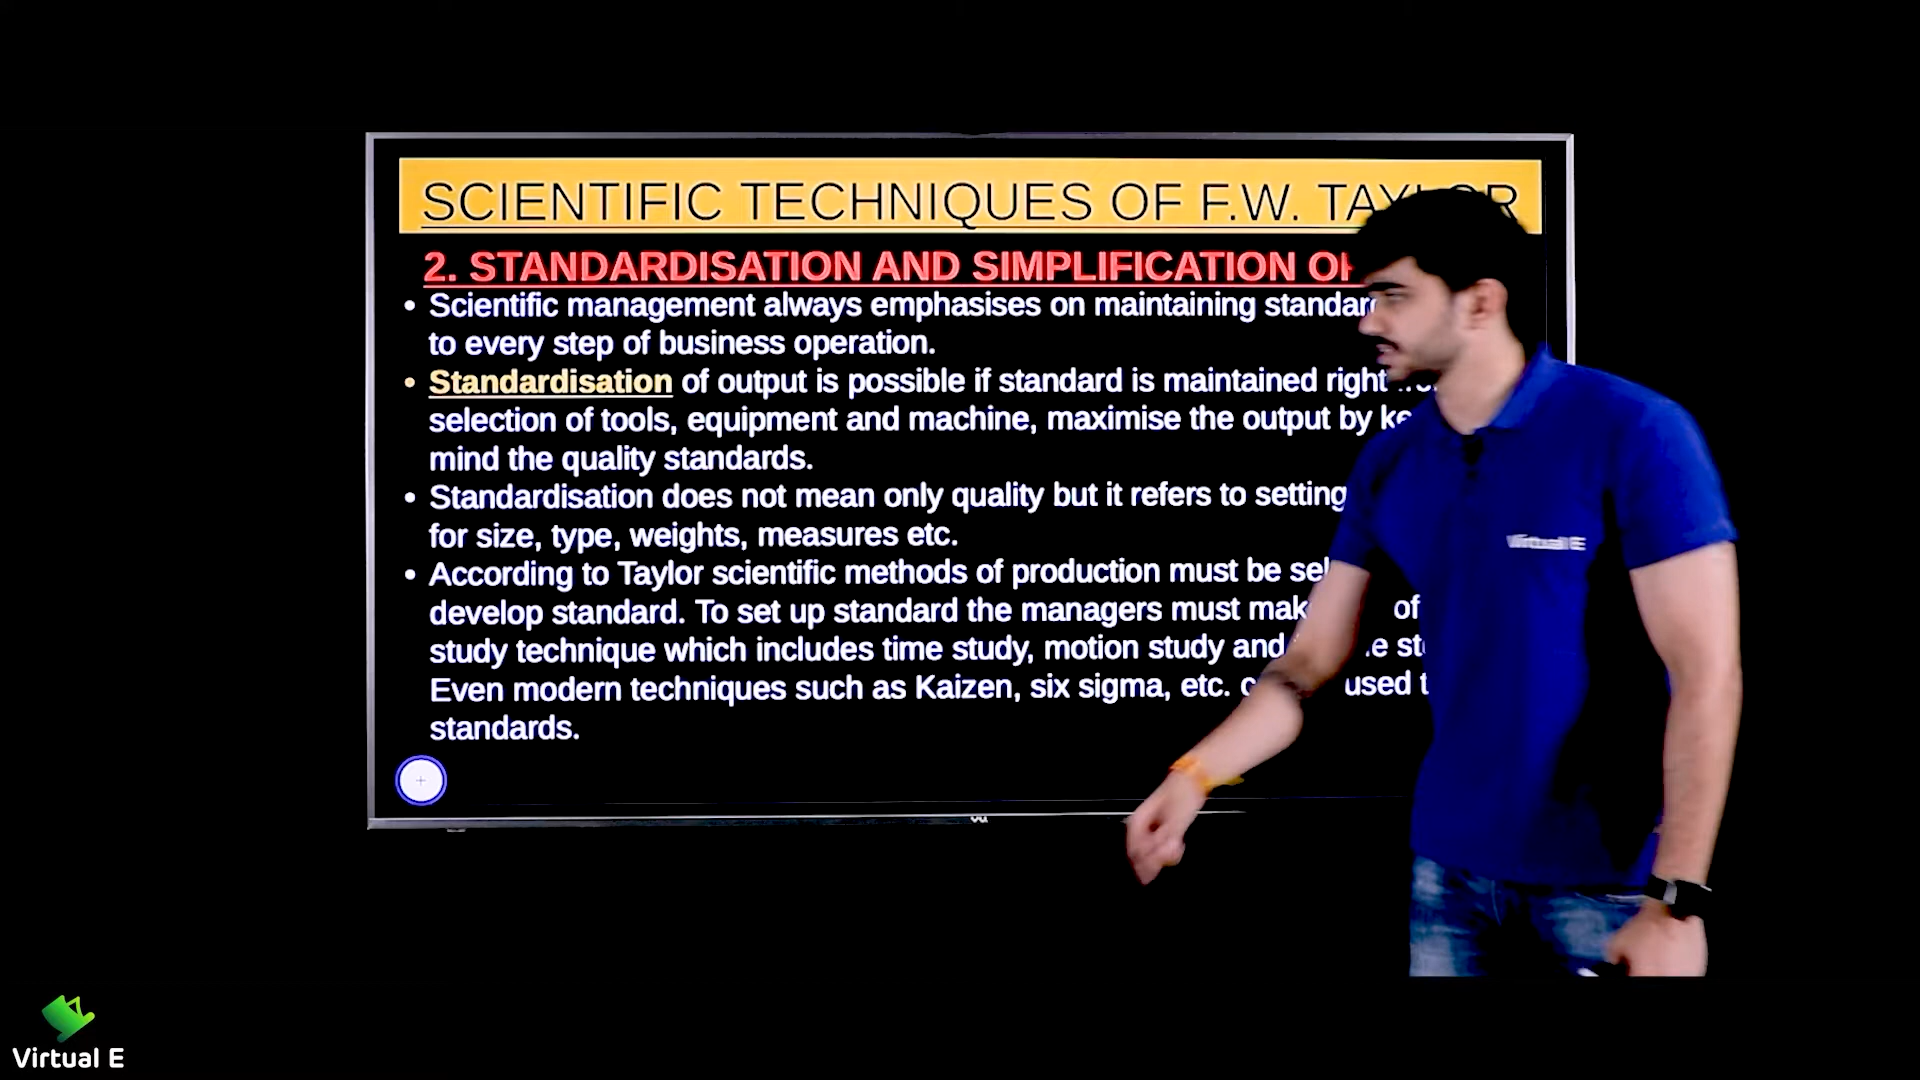 SCIENTIFIC TECHNIQUES OF F.W. TAYLOR
2. STANDARDISATION AND SIMPLIFICATION
• Scientific management always emphasises on maintaining
to every step of business operation.
• Standardisation of output is possible if standard is maintained right
selection of tools, equipment and machine, maximise the output by
mind the quality standards.
• Standardisation does not mean only quality but it refers to setting
for size, type, weights, measures etc.
• According to Taylor scientific methods of production must be
develop standard. To set up standard the managers must of
study technique which includes time study, motion study and
Even modern techniques such as Kaizen, six sigma, etc. used
standards.
Virtual E
Virtual E